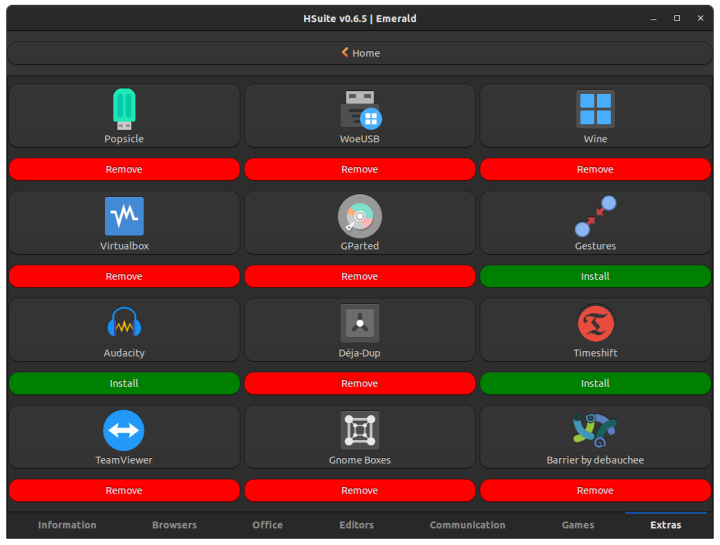 HSuite v0.6.5 | Emerald
Home
Popsicle
WoeUSB
Wine
Remove
Remove
Remove
Virtualbox
GParted
Gestures
Remove
Remove
Install
Audacity
Déja-Dup
Timeshift
Install
Remove
Install
TeamViewer
Gnome Boxes
Barrier by debauchee
Remove
Remove
Remove
Information
Browsers
Office
Editors
Communication
Games
Extras